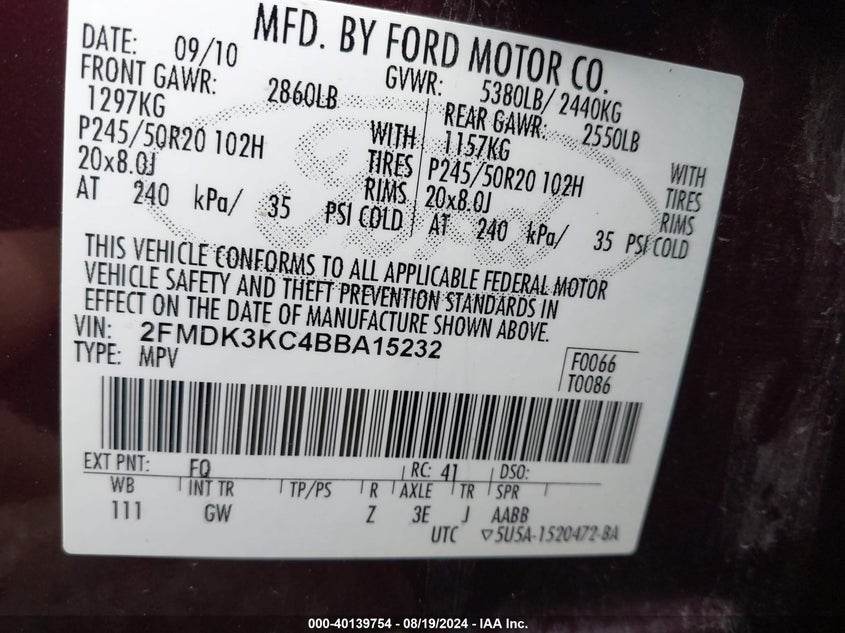 MFD. BY FORD MOTOR CO.
DATE: 09/10 GVWR: 5380LB/ 2440KG
FRONT GAWR: 2860LB REAR GAWR: 2550LB
1297KG WITH 1157KG WITH
P245/50R20 102H TIRES P245/50R20 102H TIRES
20x8.0J RIMS 20x8.0J RIMS
AT 240 kPa/ 35 PSI COLD AT 240 kPa/ 35 PSI COLD
THIS VEHICLE CONFORMS TO ALL APPLICABLE FEDERAL MOTOR
VEHICLE SAFETY AND THEFT PREVENTION STANDARDS IN
EFFECT ON THE DATE OF MANUFACTURE SHOWN ABOVE.
VIN: 2FMDK3KC4BBA15232
TYPE: MPV F0066
T0086
EXT PNT: FQ RC: 41 DSO:
WB INT TR TP/PS R AXLE TR SPR
111 GW Z 3E J AABB
UTC ▽5U5A-1520472-BA
000-40139754 - 08/19/2024 - IAA Inc.